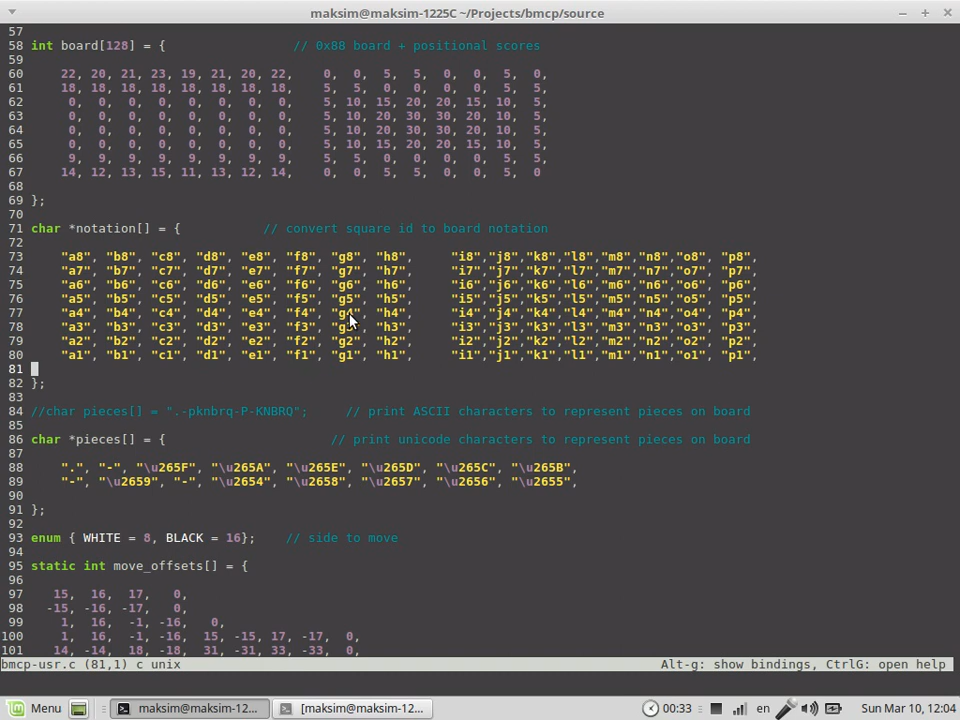 maksim@maksim-1225C ~/Projects/bmcp/source
57
58 int board[128] = {                 // 0x88 board + positional scores
59
60     22, 20, 21, 23, 19, 21, 20, 22,    0,  0,  5,  5,  0,  0,  5,  0,
61     18, 18, 18, 18, 18, 18, 18, 18,    5,  5,  0,  0,  0,  0,  5,  5,
62      0,  0,  0,  0,  0,  0,  0,  0,    5, 10, 15, 20, 20, 15, 10,  5,
63      0,  0,  0,  0,  0,  0,  0,  0,    5, 10, 20, 30, 30, 20, 10,  5,
64      0,  0,  0,  0,  0,  0,  0,  0,    5, 10, 20, 30, 30, 20, 10,  5,
65      0,  0,  0,  0,  0,  0,  0,  0,    5, 10, 15, 20, 20, 15, 10,  5,
66      9,  9,  9,  9,  9,  9,  9,  9,    5,  5,  0,  0,  0,  0,  5,  5,
67     14, 12, 13, 15, 11, 13, 12, 14,    0,  0,  5,  5,  0,  0,  5,  0
68
69 };
70
71 char *notation[] = {           // convert square id to board notation
72
73     "a8", "b8", "c8", "d8", "e8", "f8", "g8", "h8",     "i8","j8","k8","l8","m8","n8","o8", "p8",
74     "a7", "b7", "c7", "d7", "e7", "f7", "g7", "h7",     "i7","j7","k7","l7","m7","n7","o7", "p7",
75     "a6", "b6", "c6", "d6", "e6", "f6", "g6", "h6",     "i6","j6","k6","l6","m6","n6","o6", "p6",
76     "a5", "b5", "c5", "d5", "e5", "f5", "g5", "h5",     "i5","j5","k5","l5","m5","n5","o5", "p5",
77     "a4", "b4", "c4", "d4", "e4", "f4", "g4", "h4",     "i4","j4","k4","l4","m4","n4","o4", "p4",
78     "a3", "b3", "c3", "d3", "e3", "f3", "g3", "h3",     "i3","j3","k3","l3","m3","n3","o3", "p3",
79     "a2", "b2", "c2", "d2", "e2", "f2", "g2", "h2",     "i2","j2","k2","l2","m2","n2","o2", "p2",
80     "a1", "b1", "c1", "d1", "e1", "f1", "g1", "h1",     "i1","j1","k1","l1","m1","n1","o1", "p1",
81
82 };
83
84 //char pieces[] = ".-pknbrq-P-KNBRQ";     // print ASCII characters to represent pieces on board
85
86 char *pieces[] = {                      // print unicode characters to represent pieces on board
87
88     ".", "-", "\u265F", "\u265A", "\u265E", "\u265D", "\u265C", "\u265B",
89     "-", "\u2659", "-", "\u2654", "\u2658", "\u2657", "\u2656", "\u2655",
90
91 };
92
93 enum { WHITE = 8, BLACK = 16};    // side to move
94
95 static int move_offsets[] = {
96
97    15,  16,  17,   0,
98   -15, -16, -17,   0,
99     1,  16,  -1, -16,   0,
100    1,  16,  -1, -16,  15, -15, 17, -17,  0,
101   14, -14,  18, -18,  31, -31, 33, -33,  0,
bmcp-usr.c (81,1) c unix                Alt-g: show bindings, CtrlG: open help
Menu maksim@maksim-12... [maksim@maksim-12... 00:33 en Sun Mar 10, 12:04